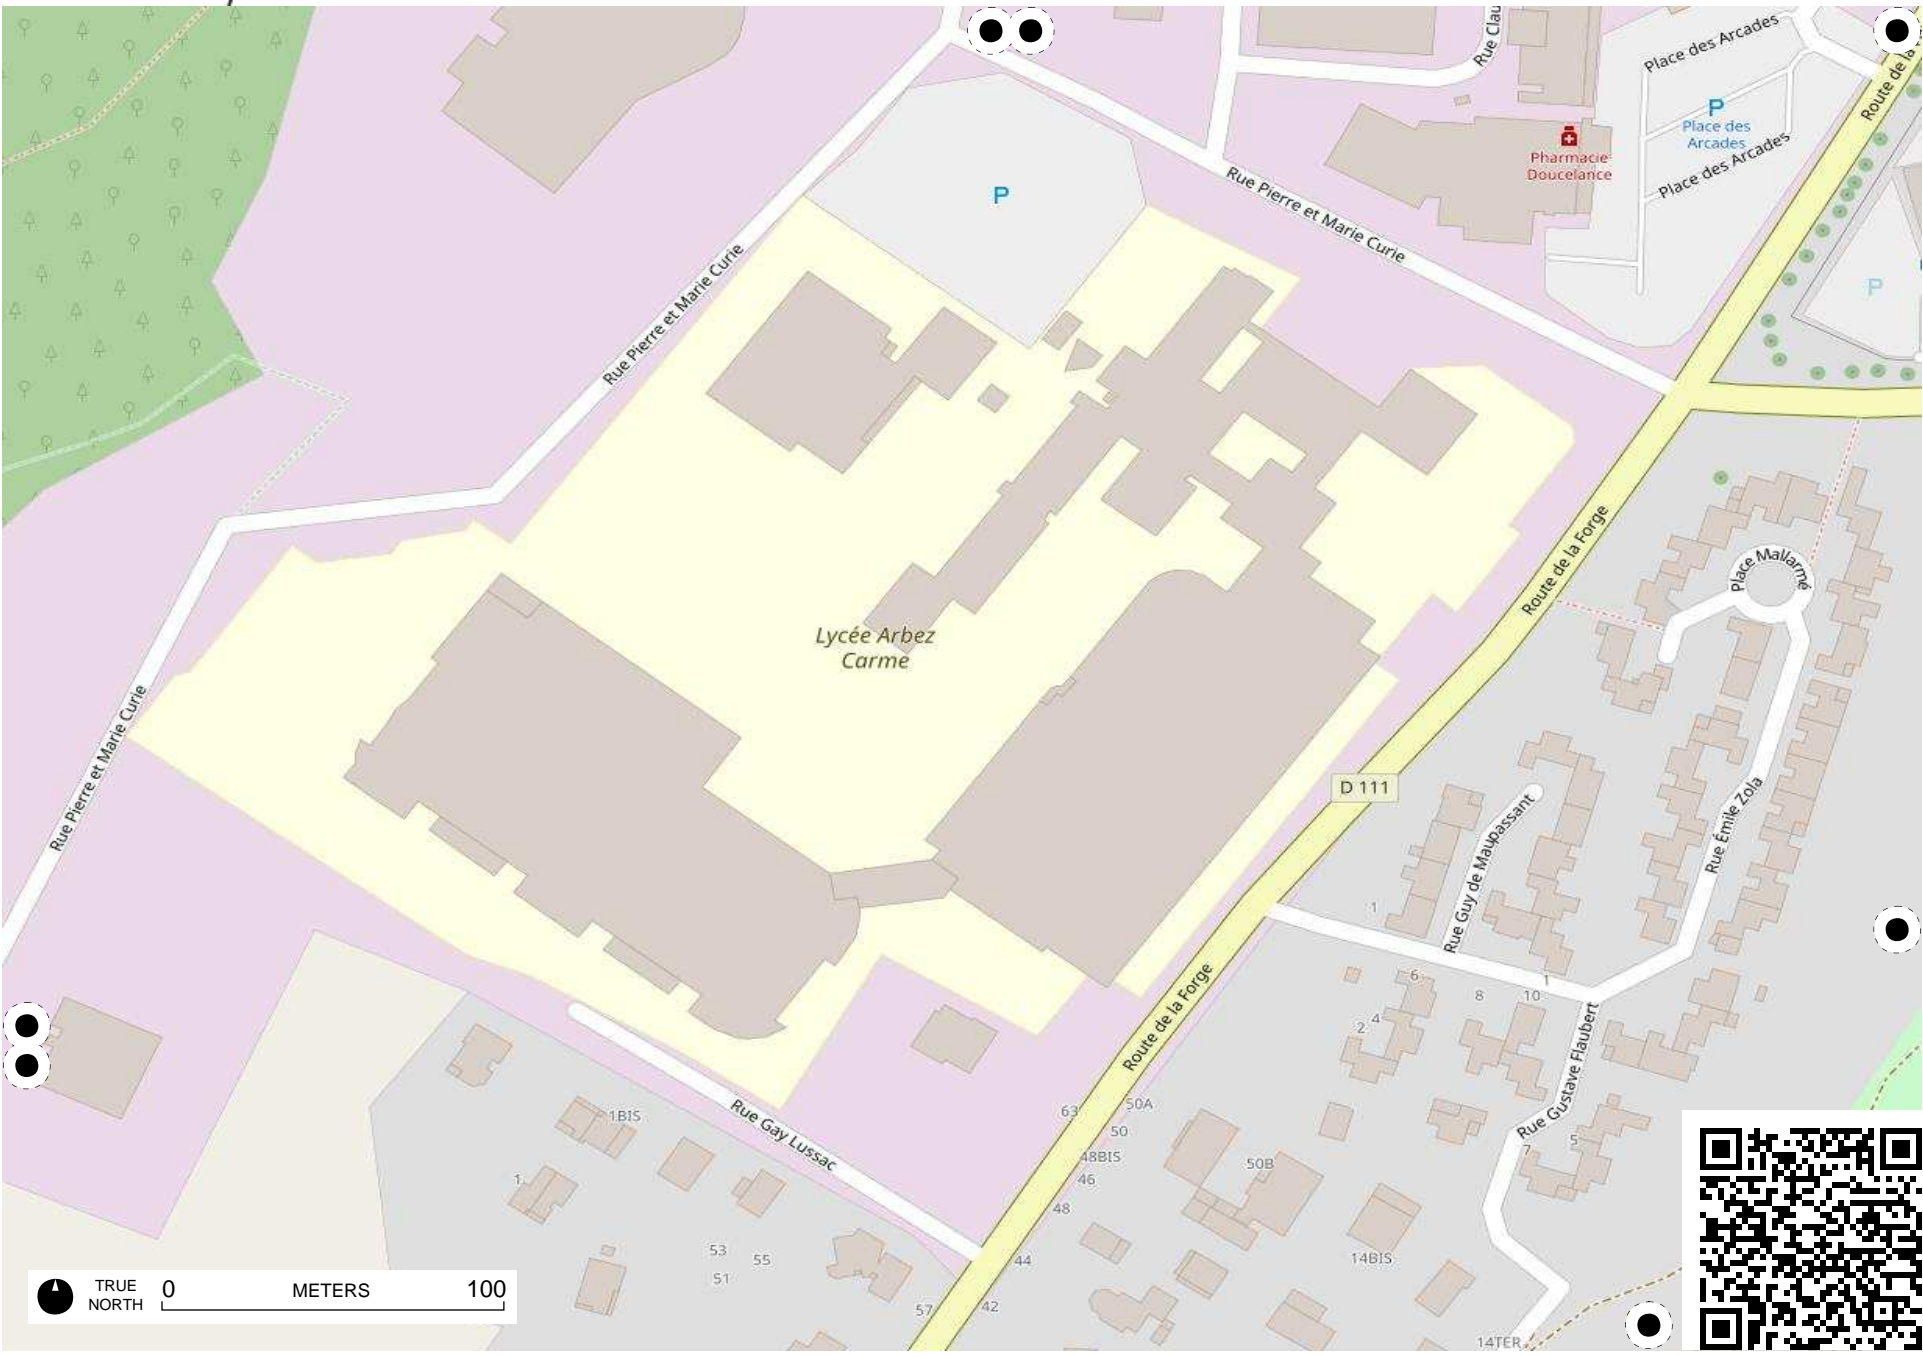 Rue Clau
Place des Arcades
Route de la
P
Place des
Arcades
Place des Arcades
Pharmacie
Doucelance
P
Rue Pierre et Marie Curie
Rue Pierre et Marie Curie
P
Route de la Forge
Place Mallarmé
Lycée Arbez
Carme
Rue Pierre et Marie Curie
D 111
Rue Émile Zola
Rue Guy de Maupassant
1
6
8
10
1
Route de la Forge
2
4
Rue Gustave Flaubert
63
50A
50
48BIS
46
48
50B
5
7
1BIS
Rue Gay Lussac
1
53
55
51
44
14BIS
57
42
14TER
TRUE
NORTH
0
METERS
100